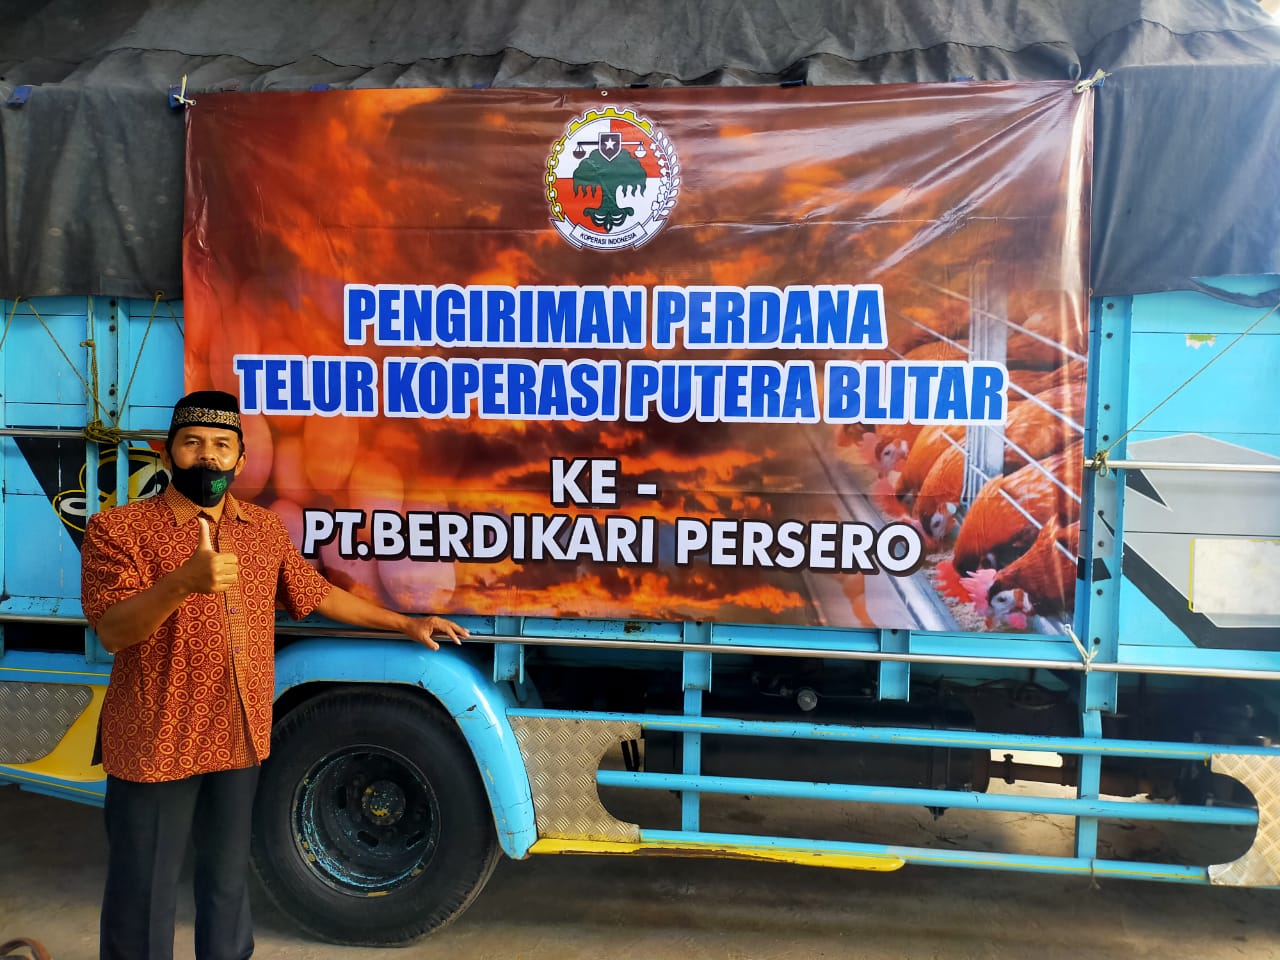 KOPERASI INDONESIA
PENGIRIMAN PERDANA
TELUR KOPERASI PUTERA BLITAR
KE -
PT.BERDIKARI PERSERO